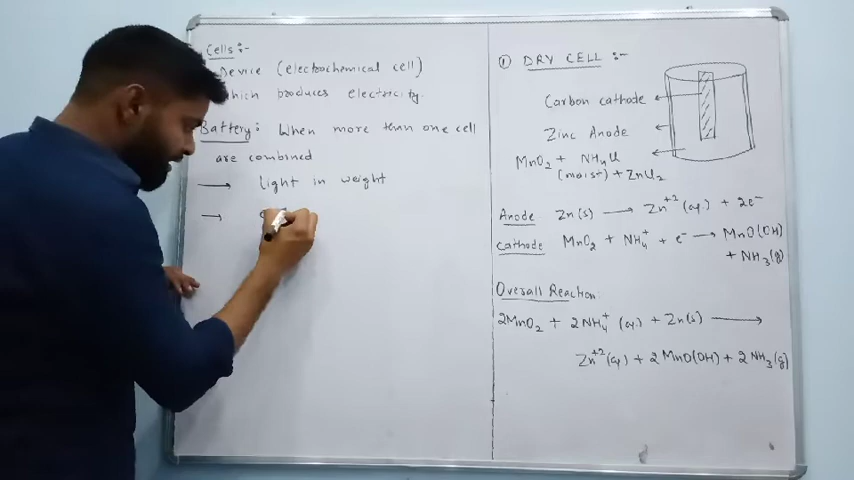 Cells:-
Device (electrochemical cell)
which produces electricity.
Battery: When more than one cell
are combined
→ light in weight
→
① DRY CELL :-
Carbon cathode
Zinc Anode
MnO₂ + NH₄Cl
(moist) + ZnCl₂
Anode Zn(s) → Zn⁺²(aq.) + 2e⁻
Cathode MnO₂ + NH₄⁺ + e⁻ → MnO(OH)
+ NH₃(g)
Overall Reaction:
2MnO₂ + 2NH₄⁺ (aq.) + Zn(s) →
Zn⁺²(aq) + 2MnO(OH) + 2NH₃(g)